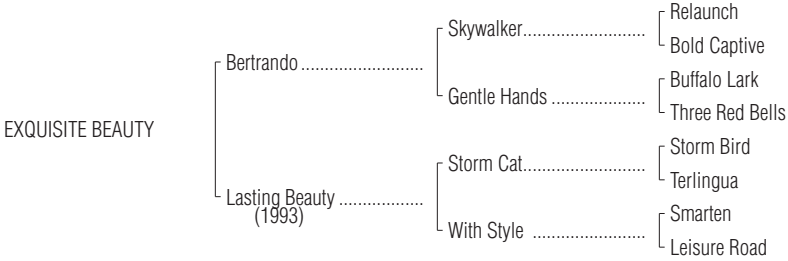 Relaunch
Skywalker..........................
Bold Captive
Bertrando ..........................
Buffalo Lark
Gentle Hands ....................
Three Red Bells
EXQUISITE BEAUTY
Storm Bird
Storm Cat..........................
Terlingua
Lasting Beauty ..................
(1993)
Smarten
With Style ........................
Leisure Road